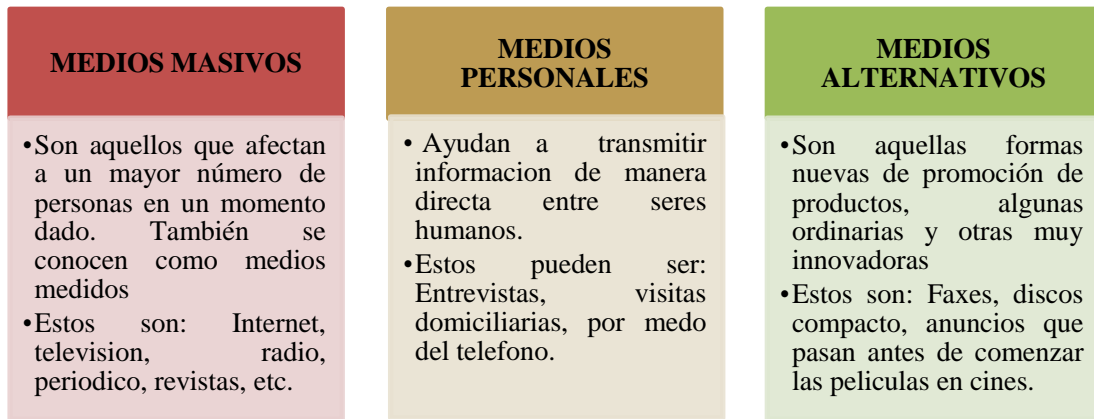 MEDIOS MASIVOS
•Son aquellos que afectan
a un mayor número de
personas en un momento
dado. También se
conocen como medios
medidos
•Estos son: Internet,
television, radio,
periodico, revistas, etc.
MEDIOS
PERSONALES
• Ayudan a transmitir
informacion de manera
directa entre seres
humanos.
•Estos pueden ser:
Entrevistas, visitas
domiciliarias, por medo
del telefono.
MEDIOS
ALTERNATIVOS
•Son aquellas formas
nuevas de promoción de
productos, algunas
ordinarias y otras muy
innovadoras
•Estos son: Faxes, discos
compacto, anuncios que
pasan antes de comenzar
las peliculas en cines.